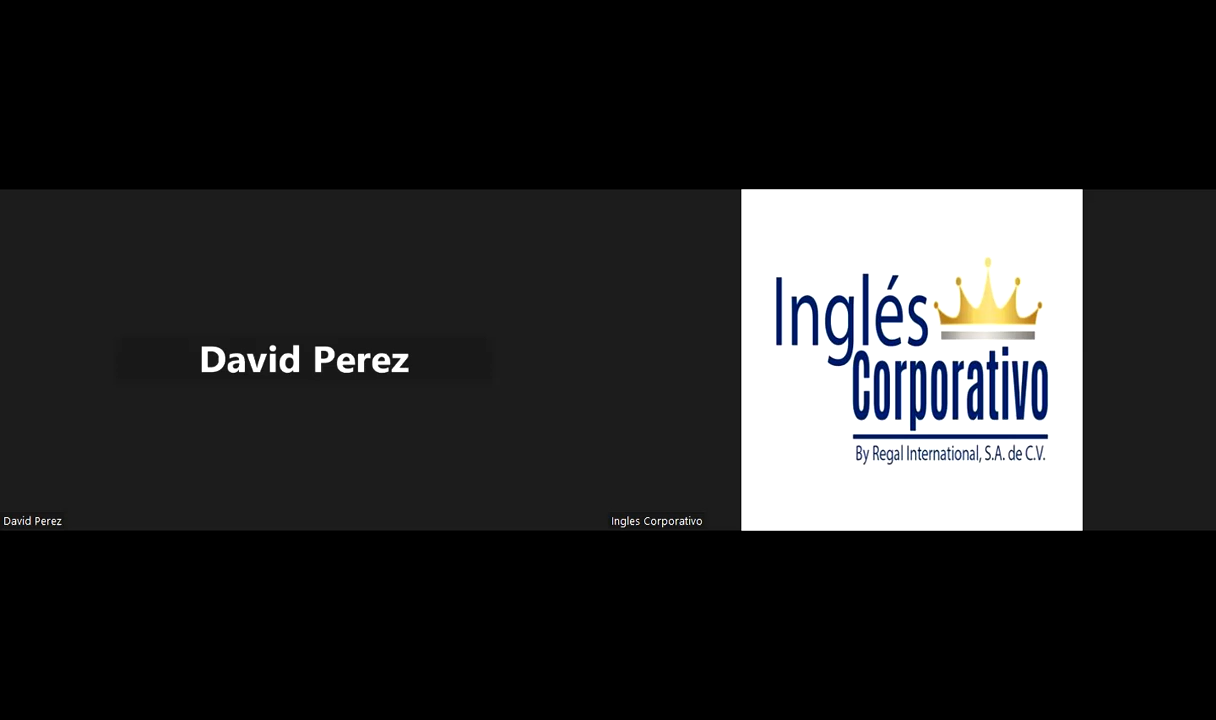 David Perez
David Perez
Inglés
Corporativo
By Regal International, S.A. de C.V.
Ingles Corporativo